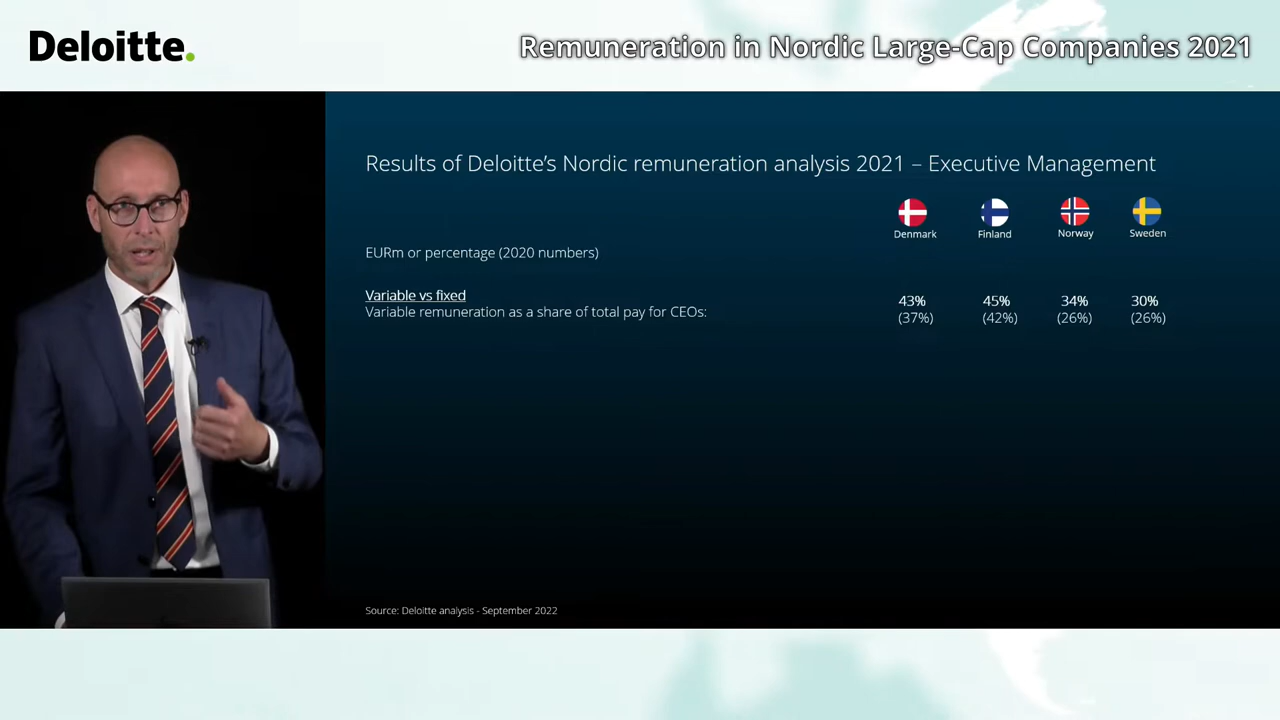 Deloitte.
Remuneration in Nordic Large-Cap Companies 2021
Results of Deloitte's Nordic remuneration analysis 2021 – Executive Management
Denmark Finland Norway Sweden
EURm or percentage (2020 numbers)
Variable vs fixed
43% 45% 34% 30%
Variable remuneration as a share of total pay for CEOs:
(37%) (42%) (26%) (26%)
Source: Deloitte analysis - September 2022